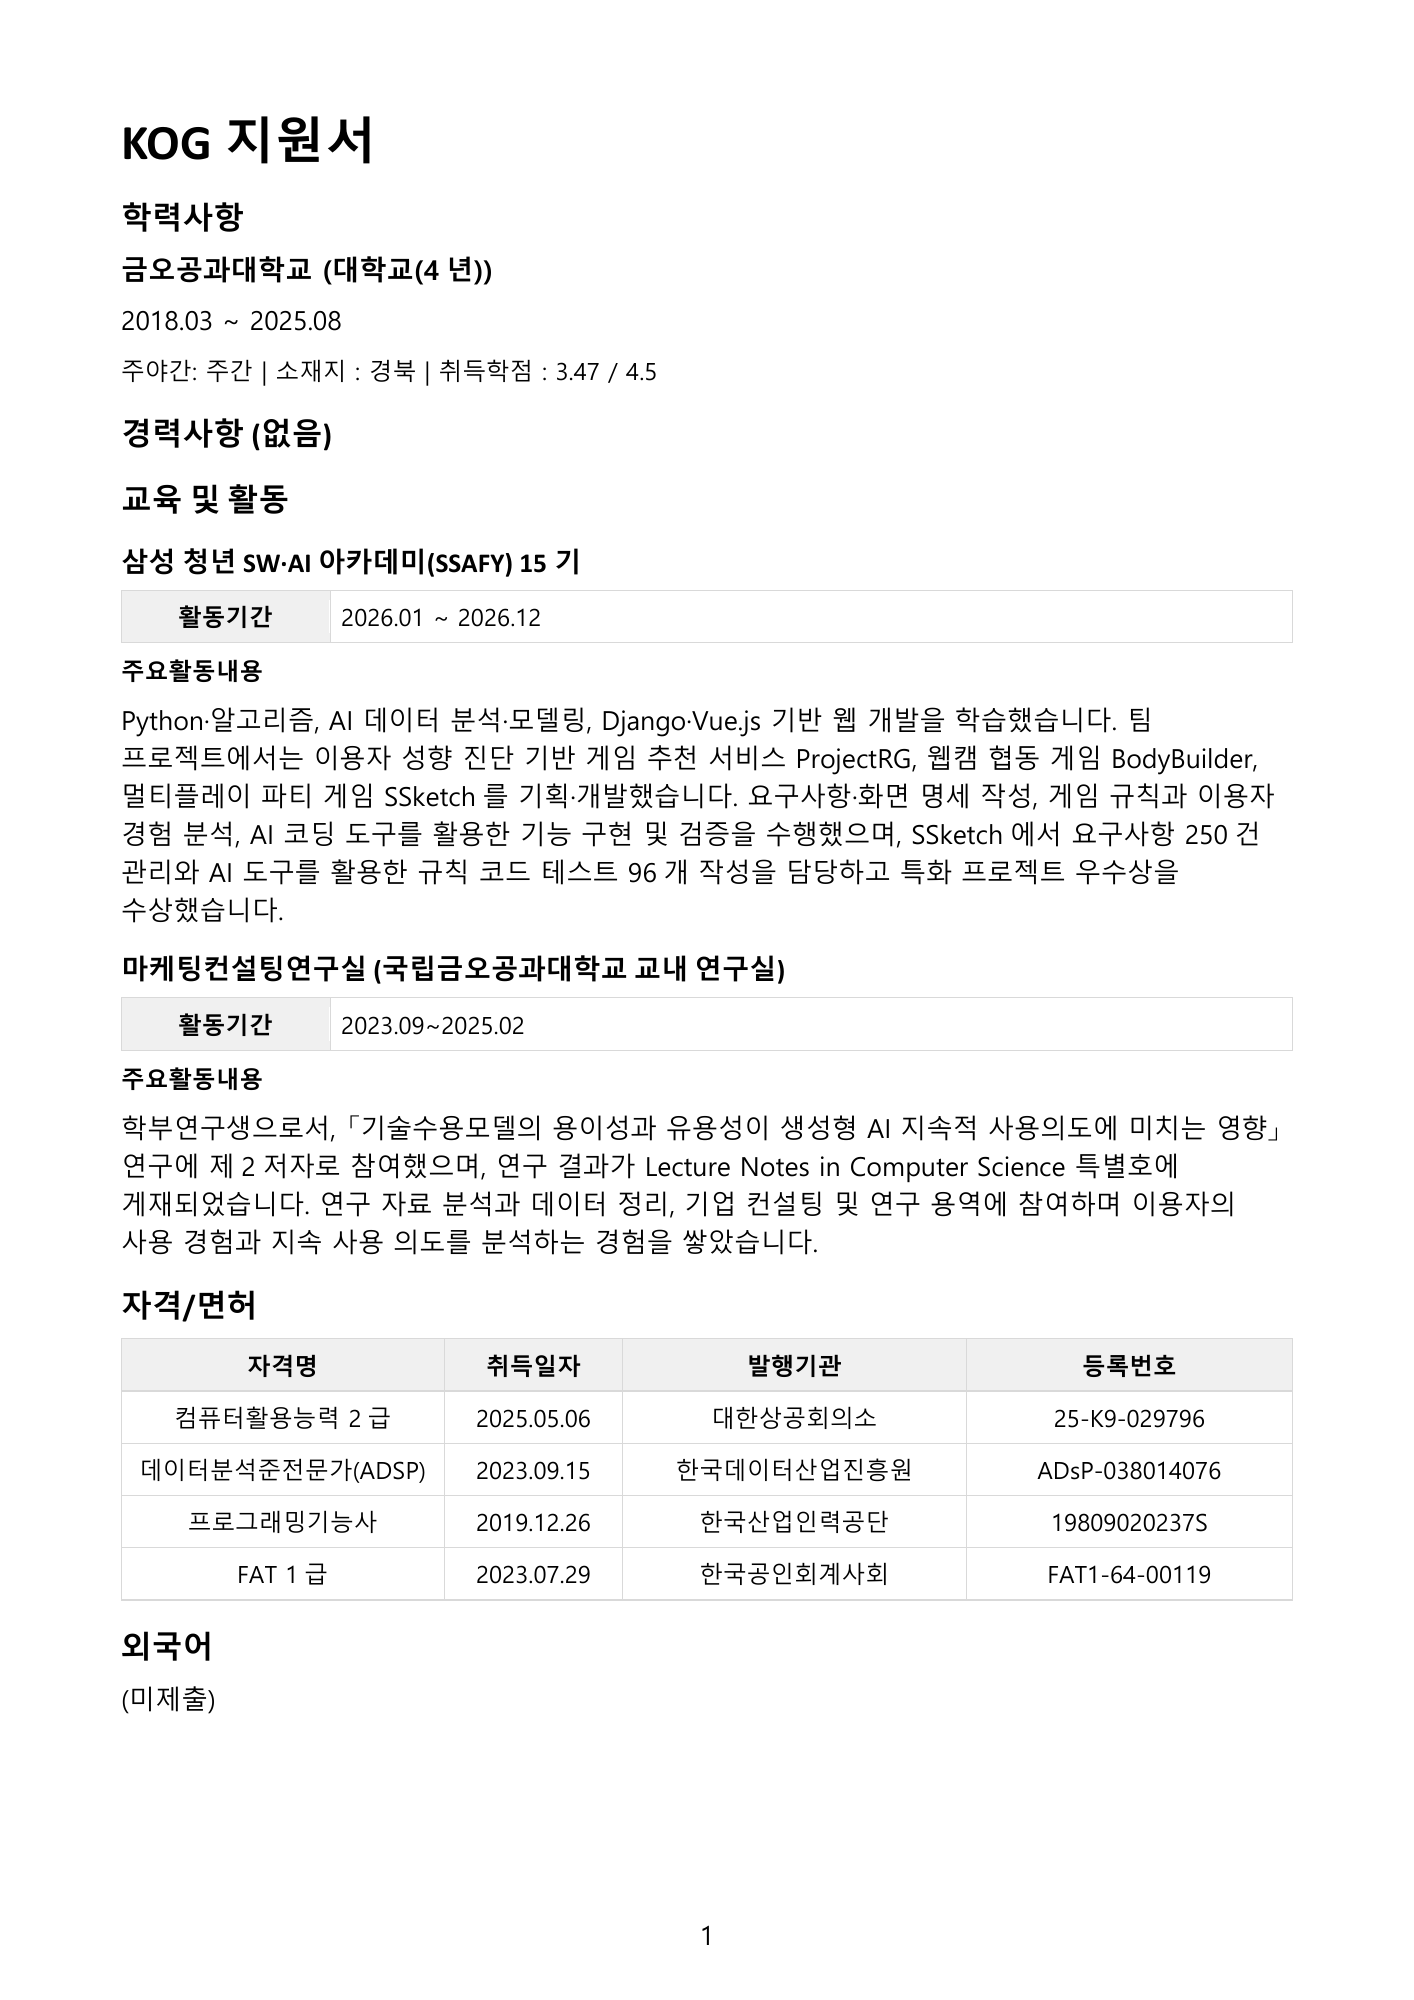 KOG 지원서
학력사항
금오공과대학교 (대학교(4 년))
2018.03 ~ 2025.08
주야간: 주간 | 소재지 : 경북 | 취득학점 : 3.47 / 4.5
경력사항 (없음)
교육 및 활동
삼성 청년 SW·AI 아카데미(SSAFY) 15 기
활동기간 2026.01 ~ 2026.12
주요활동내용
Python·알고리즘, AI 데이터 분석·모델링, Django·Vue.js 기반 웹 개발을 학습했습니다. 팀
프로젝트에서는 이용자 성향 진단 기반 게임 추천 서비스 ProjectRG, 웹캠 협동 게임 BodyBuilder,
멀티플레이 파티 게임 SSketch 를 기획·개발했습니다. 요구사항·화면 명세 작성, 게임 규칙과 이용자
경험 분석, AI 코딩 도구를 활용한 기능 구현 및 검증을 수행했으며, SSketch 에서 요구사항 250 건
관리와 AI 도구를 활용한 규칙 코드 테스트 96 개 작성을 담당하고 특화 프로젝트 우수상을
수상했습니다.
마케팅컨설팅연구실 (국립금오공과대학교 교내 연구실)
활동기간 2023.09~2025.02
주요활동내용
학부연구생으로서, 「기술수용모델의 용이성과 유용성이 생성형 AI 지속적 사용의도에 미치는 영향」
연구에 제 2 저자로 참여했으며, 연구 결과가 Lecture Notes in Computer Science 특별호에
게재되었습니다. 연구 자료 분석과 데이터 정리, 기업 컨설팅 및 연구 용역에 참여하며 이용자의
사용 경험과 지속 사용 의도를 분석하는 경험을 쌓았습니다.
자격/면허
자격명 취득일자 발행기관 등록번호
컴퓨터활용능력 2 급 2025.05.06 대한상공회의소 25-K9-029796
데이터분석준전문가(ADSP) 2023.09.15 한국데이터산업진흥원 ADsP-038014076
프로그래밍기능사 2019.12.26 한국산업인력공단 19809020237S
FAT 1 급 2023.07.29 한국공인회계사회 FAT1-64-00119
외국어
(미제출)
1